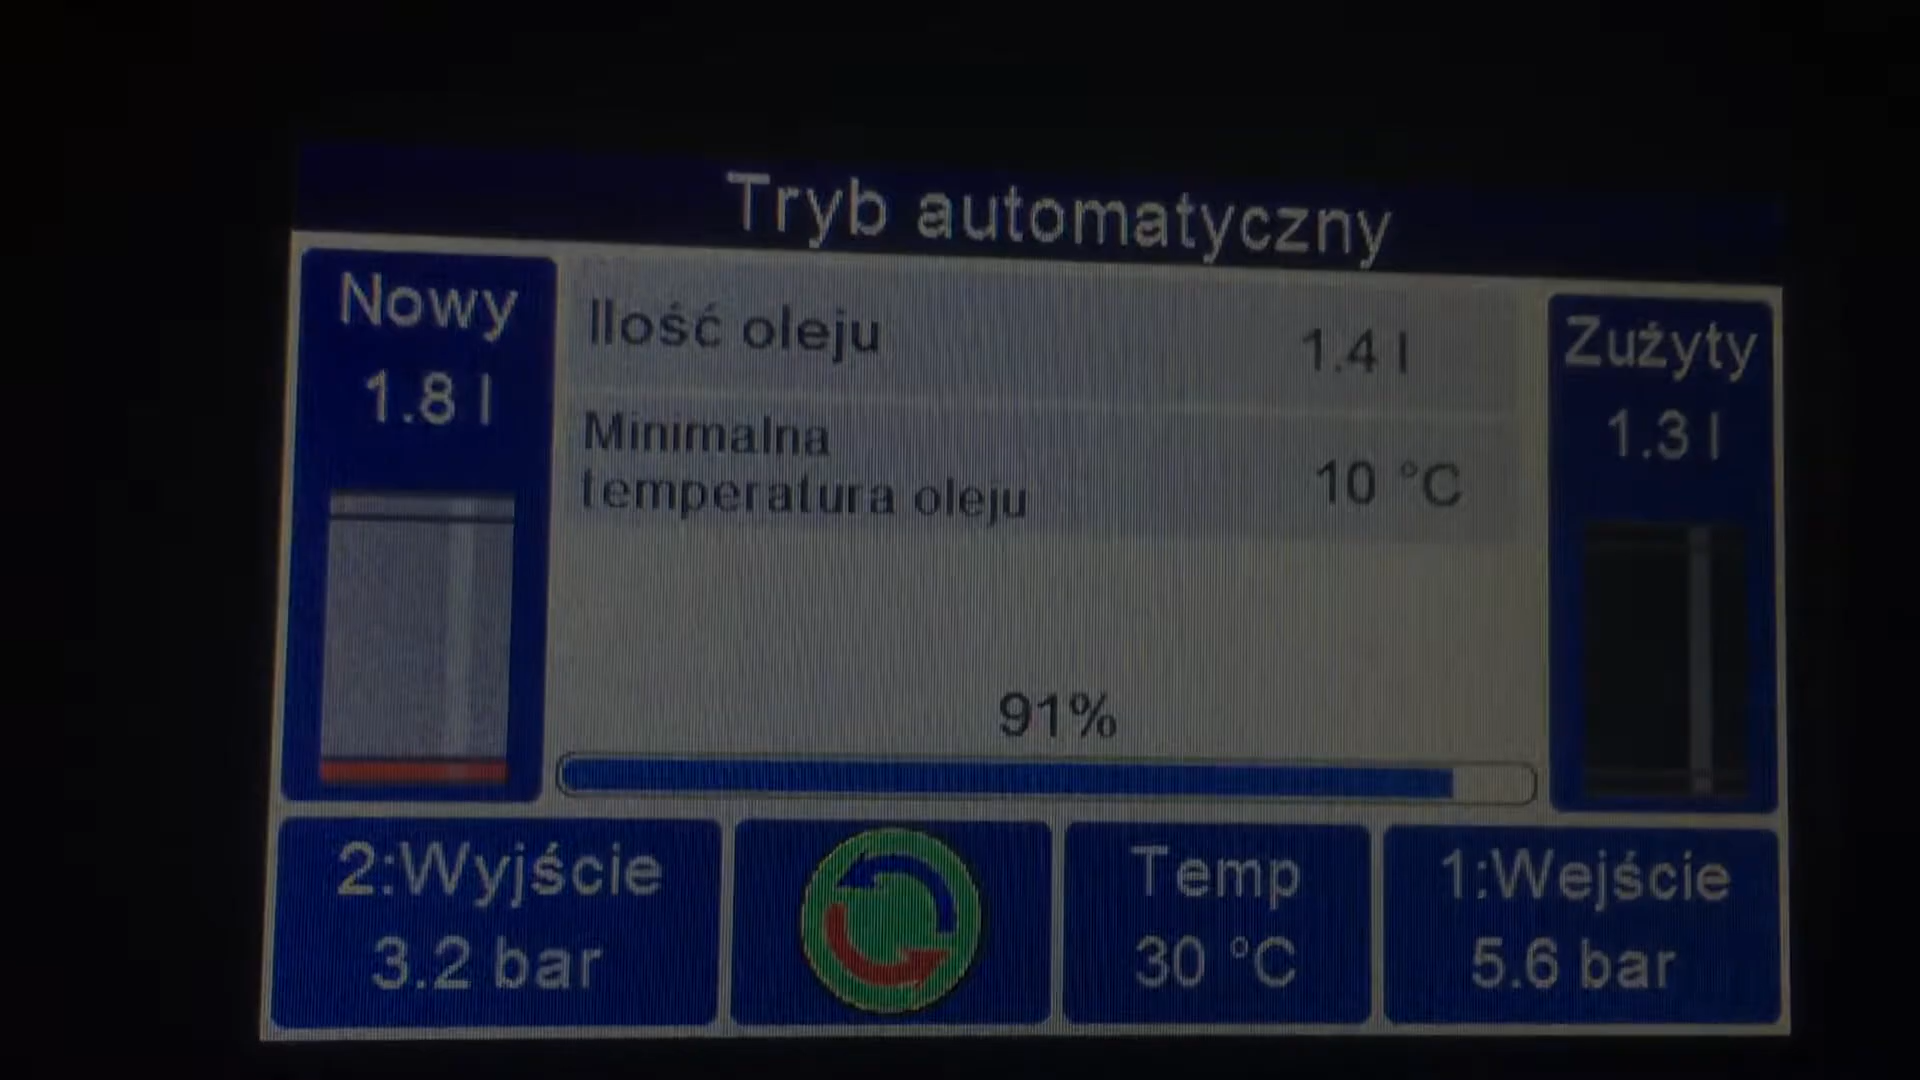 Tryb automatyczny
Nowy
1.8 l
Ilość oleju
1.4 l
Minimalna
temperatura oleju
10 °C
Zużyty
1.3 l
91%
2:Wyjście
3.2 bar
Temp
30 °C
1:Wejście
5.6 bar